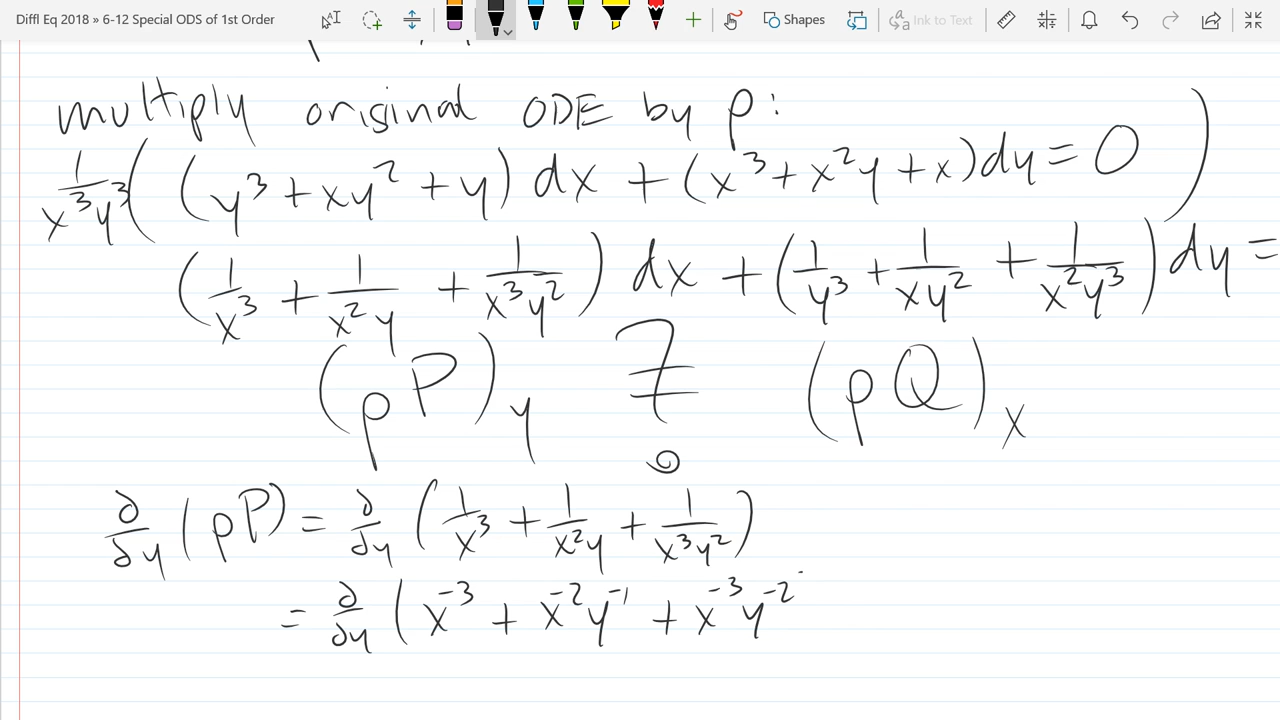 Diffl Eq 2018 » 6-12 Special ODS of 1st Order
Shapes
Ink to Text
multiply original ODE by ρ:
1/(x³y³) ( (y³ + xy² + y) dx + (x³ + x²y + x) dy = 0 )
(1/x³ + 1/(x²y) + 1/(x³y²)) dx + (1/y³ + 1/(xy²) + 1/(x²y³)) dy =
(ρP)_y =? (ρQ)_x
∂/∂y (ρP) = ∂/∂y (1/x³ + 1/(x²y) + 1/(x³y²))
= ∂/∂y (x⁻³ + x⁻²y⁻¹ + x⁻³y⁻²